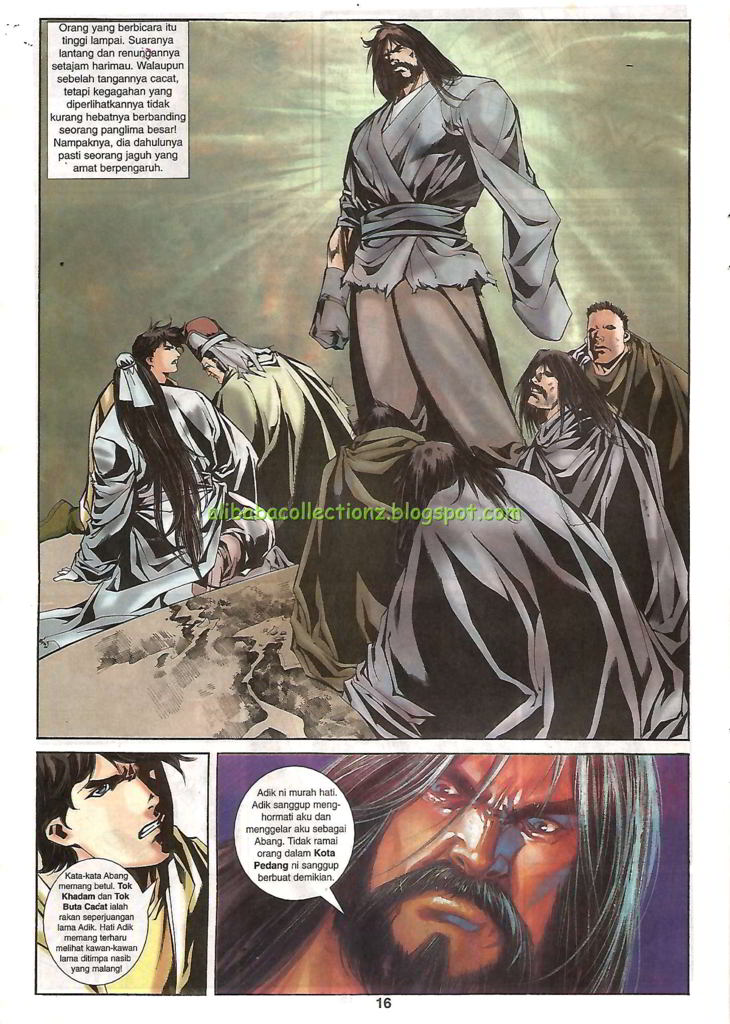 Orang yang berbicara itu
tinggi lampai. Suaranya
lantang dan renungannya
setajam harimau. Walaupun
sebelah tangannya cacat,
tetapi kegagahan yang
diperlihatkannya tidak
kurang hebatnya berbanding
seorang panglima besar!
Nampaknya, dia dahulunya
pasti seorang jaguh yang
amat berpengaruh.
alibabacollectionz.blogspot.com
Kata-kata Abang
memang betul. Tok
Khadam dan Tok
Buta Cacat ialah
rakan seperjuangan
lama Adik. Hati Adik
memang terharu
melihat kawan-kawan
lama ditimpa nasib
yang malang!
Adik ni murah hati.
Adik sanggup meng-
hormati aku dan
menggelar aku sebagai
Abang. Tidak ramai
orang dalam Kota
Pedang ni sanggup
berbuat demikian.
16